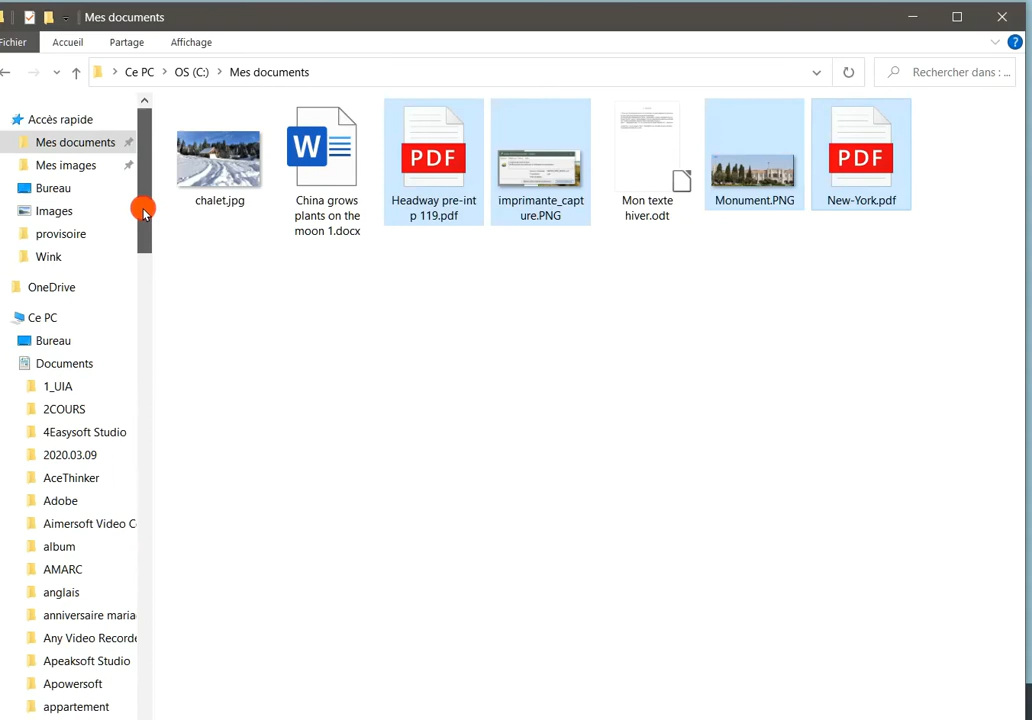 Mes documents
Fichier
Accueil
Partage
Affichage
?
Ce PC
OS (C:)
Mes documents
Rechercher dans : ...
Accès rapide
Mes documents
Mes images
Bureau
Images
provisoire
Wink
OneDrive
Ce PC
Bureau
Documents
1_UIA
2COURS
4Easysoft Studio
2020.03.09
AceThinker
Adobe
Aimersoft Video C
album
AMARC
anglais
anniversaire maria
Any Video Recorde
Apeaksoft Studio
Apowersoft
appartement
chalet.jpg
W
China grows
plants on the
moon 1.docx
PDF
Headway pre-int
p 119.pdf
imprimante_capt
ure.PNG
Mon texte
hiver.odt
Monument.PNG
PDF
New-York.pdf